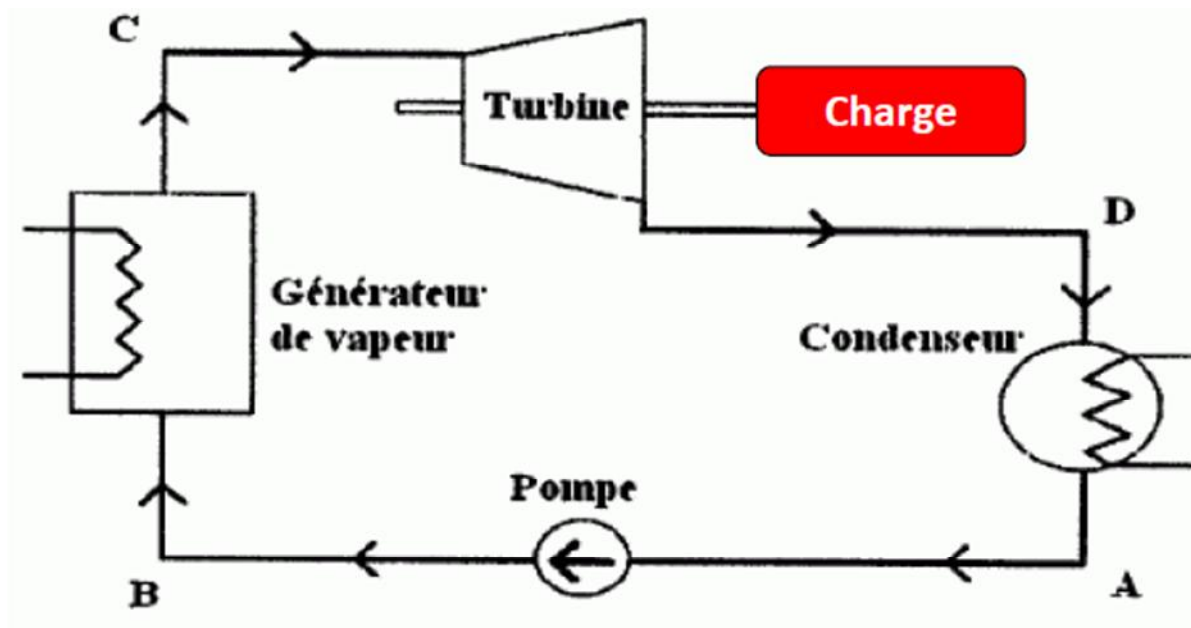 C
Turbine
Charge
D
Générateur
de vapeur
Condenseur
Pompe
B
A